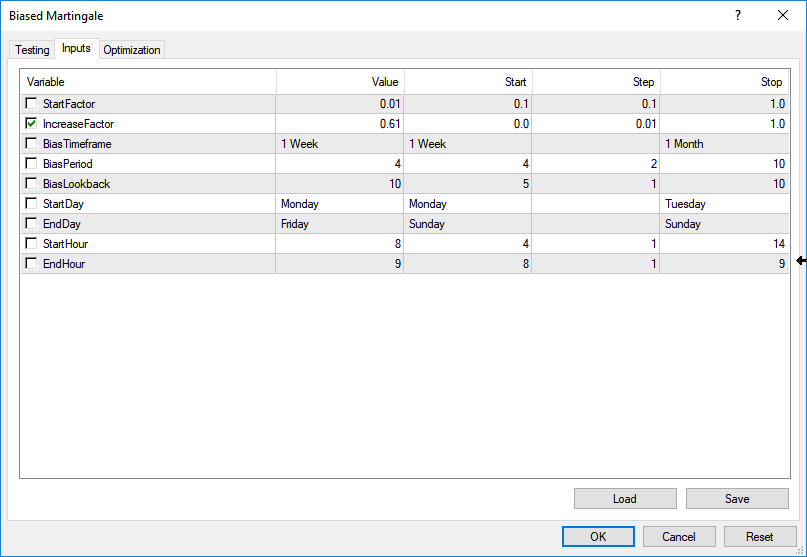 Biased Martingale ?
Testing Inputs Optimization
Variable Value Start Step Stop
StartFactor 0.01 0.1 0.1 1.0
IncreaseFactor 0.61 0.0 0.01 1.0
BiasTimeframe 1 Week 1 Week 1 Month
BiasPeriod 4 4 2 10
BiasLookback 10 5 1 10
StartDay Monday Monday Tuesday
EndDay Friday Sunday Sunday
StartHour 8 4 1 14
EndHour 9 8 1 9
Load Save
OK Cancel Reset